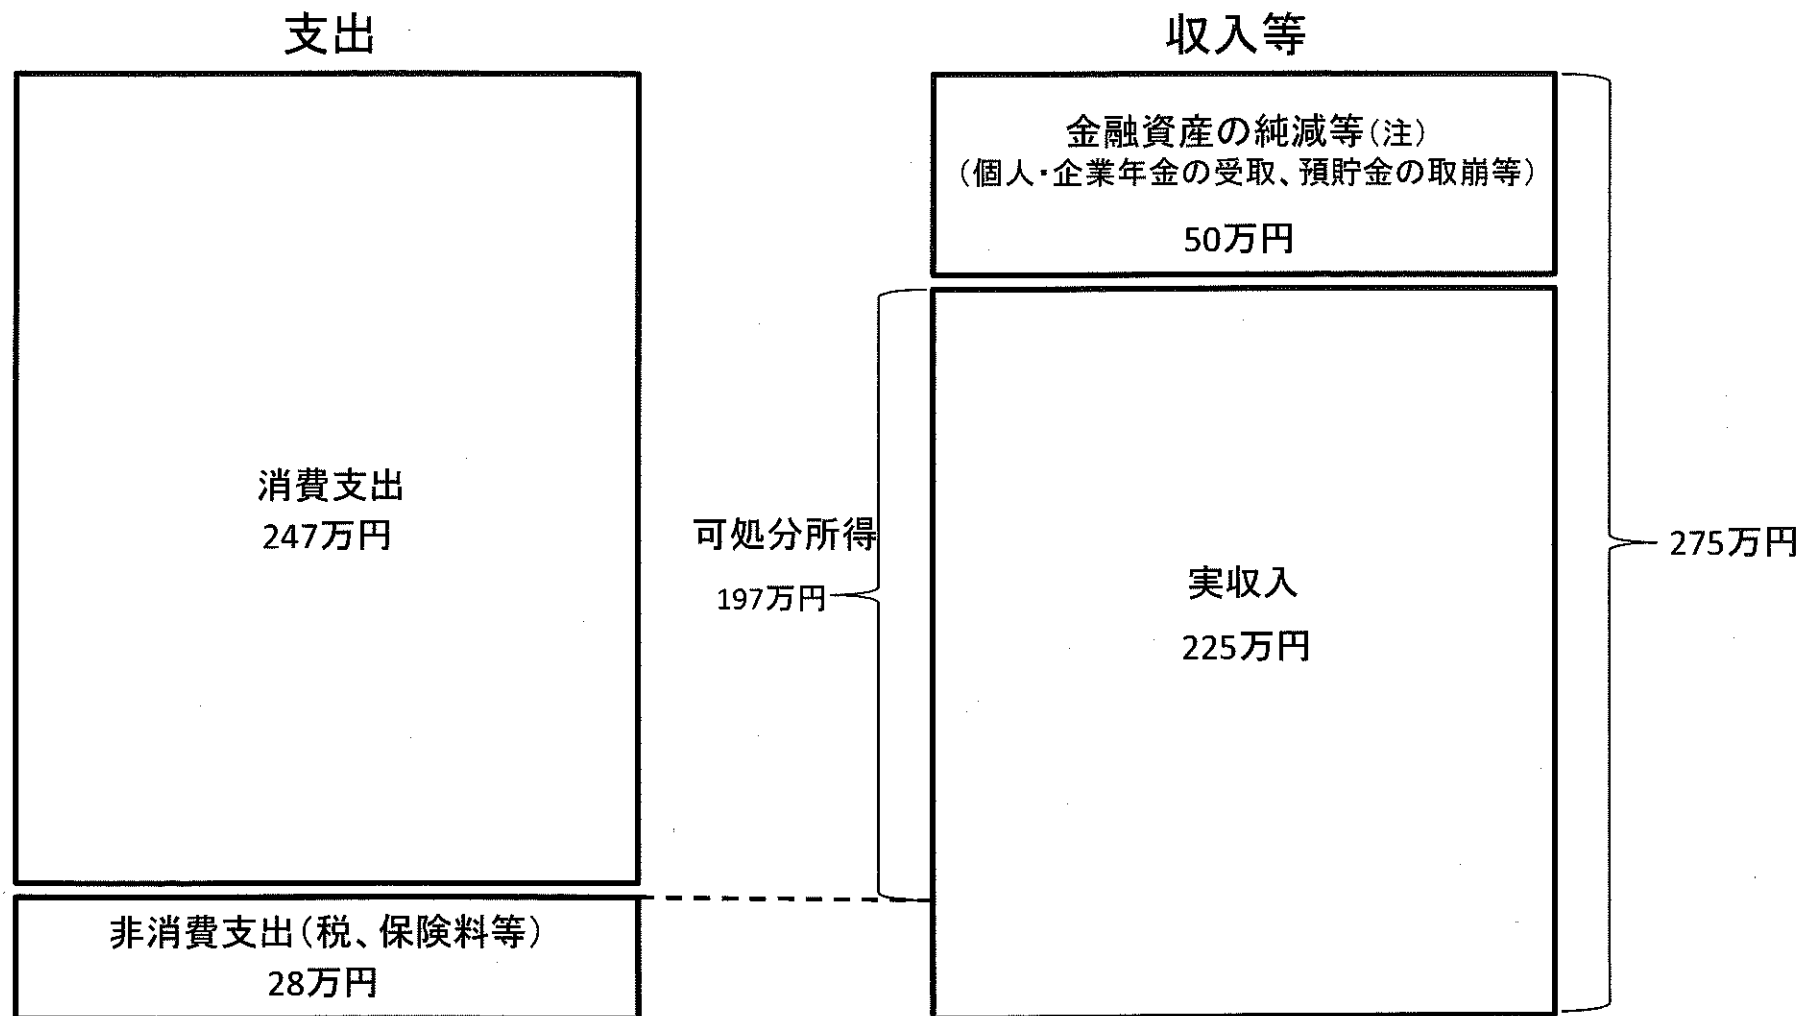 支出
消費支出
247万円
非消費支出(税、保険料等)
28万円
可処分所得
197万円
収入等
金融資産の純減等(注)
(個人・企業年金の受取、預貯金の取崩等)
50万円
実収入
225万円
275万円